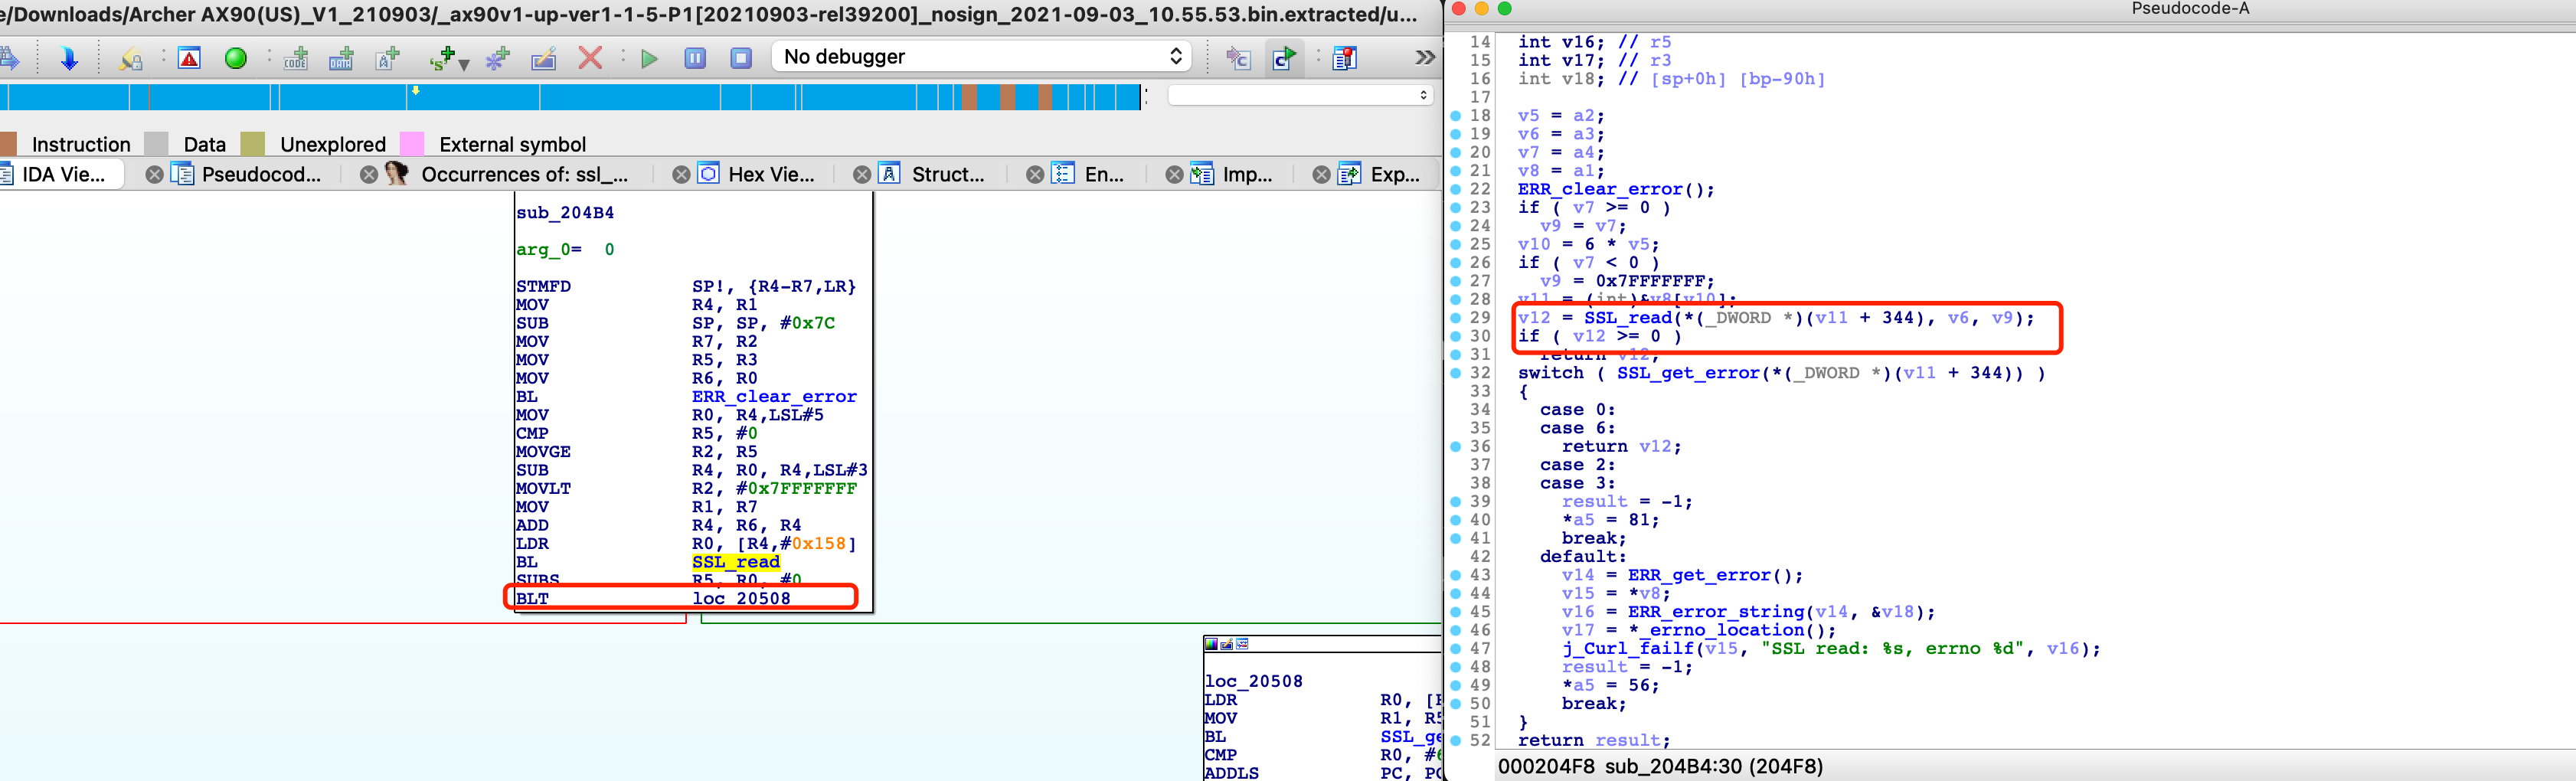 e/Downloads/Archer AX90(US)_V1_210903/_ax90v1-up-ver1-1-5-P1[20210903-rel39200]_nosign_2021-09-03_10.55.53.bin.extracted/u...
CODE
DATA
No debugger
Instruction Data Unexplored External symbol
IDA Vie... Pseudocod... Occurrences of: ssl_... Hex Vie... Struct... En... Imp... Exp...
sub_204B4
arg_0= 0
STMFD SP!, {R4-R7,LR}
MOV R4, R1
SUB SP, SP, #0x7C
MOV R7, R2
MOV R5, R3
MOV R6, R0
BL ERR_clear_error
MOV R0, R4,LSL#5
CMP R5, #0
MOVGE R2, R5
SUB R4, R0, R4,LSL#3
MOVLT R2, #0x7FFFFFFF
MOV R1, R7
ADD R4, R6, R4
LDR R0, [R4,#0x158]
BL SSL_read
SUBS R5, R0, #0
BLT loc_20508
loc_20508
LDR R0, [
MOV R1, R5
BL SSL_ge
CMP R0, #6
ADDLS PC, PC
Pseudocode-A
14 int v16; // r5
15 int v17; // r3
16 int v18; // [sp+0h] [bp-90h]
17
18 v5 = a2;
19 v6 = a3;
20 v7 = a4;
21 v8 = a1;
22 ERR_clear_error();
23 if ( v7 >= 0 )
24 v9 = v7;
25 v10 = 6 * v5;
26 if ( v7 < 0 )
27 v9 = 0x7FFFFFFF;
28 v11 = (int)&v8[v10];
29 v12 = SSL_read(*(_DWORD *)(v11 + 344), v6, v9);
30 if ( v12 >= 0 )
31 return v12;
32 switch ( SSL_get_error(*(_DWORD *)(v11 + 344)) )
33 {
34 case 0:
35 case 6:
36 return v12;
37 case 2:
38 case 3:
39 result = -1;
40 *a5 = 81;
41 break;
42 default:
43 v14 = ERR_get_error();
44 v15 = *v8;
45 v16 = ERR_error_string(v14, &v18);
46 v17 = *_errno_location();
47 j_Curl_failf(v15, "SSL read: %s, errno %d", v16);
48 result = -1;
49 *a5 = 56;
50 break;
51 }
52 return result;
000204F8 sub_204B4:30 (204F8)